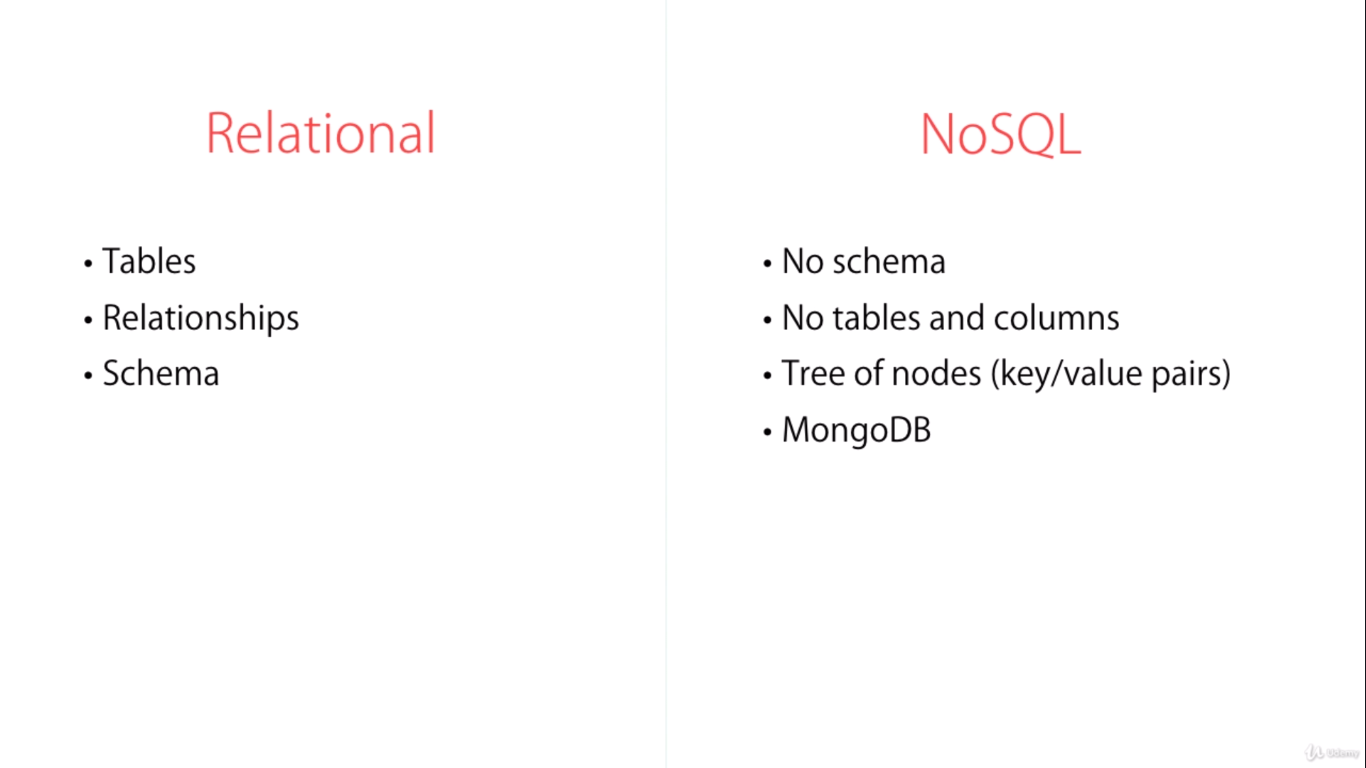 Relational
• Tables
• Relationships
• Schema
NoSQL
• No schema
• No tables and columns
• Tree of nodes (key/value pairs)
• MongoDB
Udemy